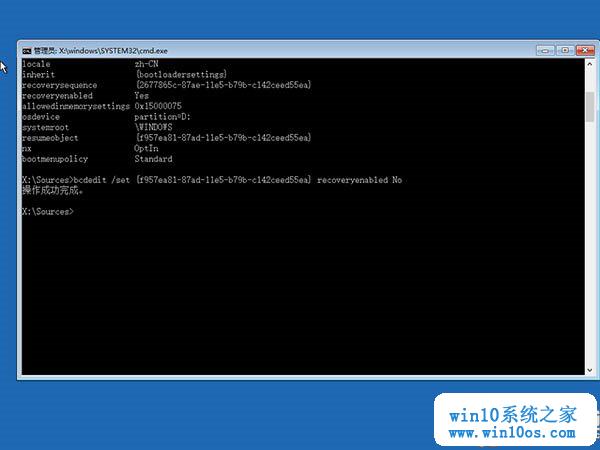 管理员: X:\windows\SYSTEM32\cmd.exe
locale                  zh-CN
inherit                 {bootloadersettings}
recoverysequence        {2677865c-87ae-11e5-b79b-c142ceed55ea}
recoveryenabled         Yes
allowedinmemorysettings 0x15000075
osdevice                partition=D:
systemroot              \WINDOWS
resumeobject            {f957ea81-87ad-11e5-b79b-c142ceed55ea}
nx                      OptIn
bootmenupolicy          Standard
X:\Sources>bcdedit /set {f957ea81-87ad-11e5-b79b-c142ceed55ea} recoveryenabled No
操作成功完成。
X:\Sources>
win10系统之家
www.win10os.com